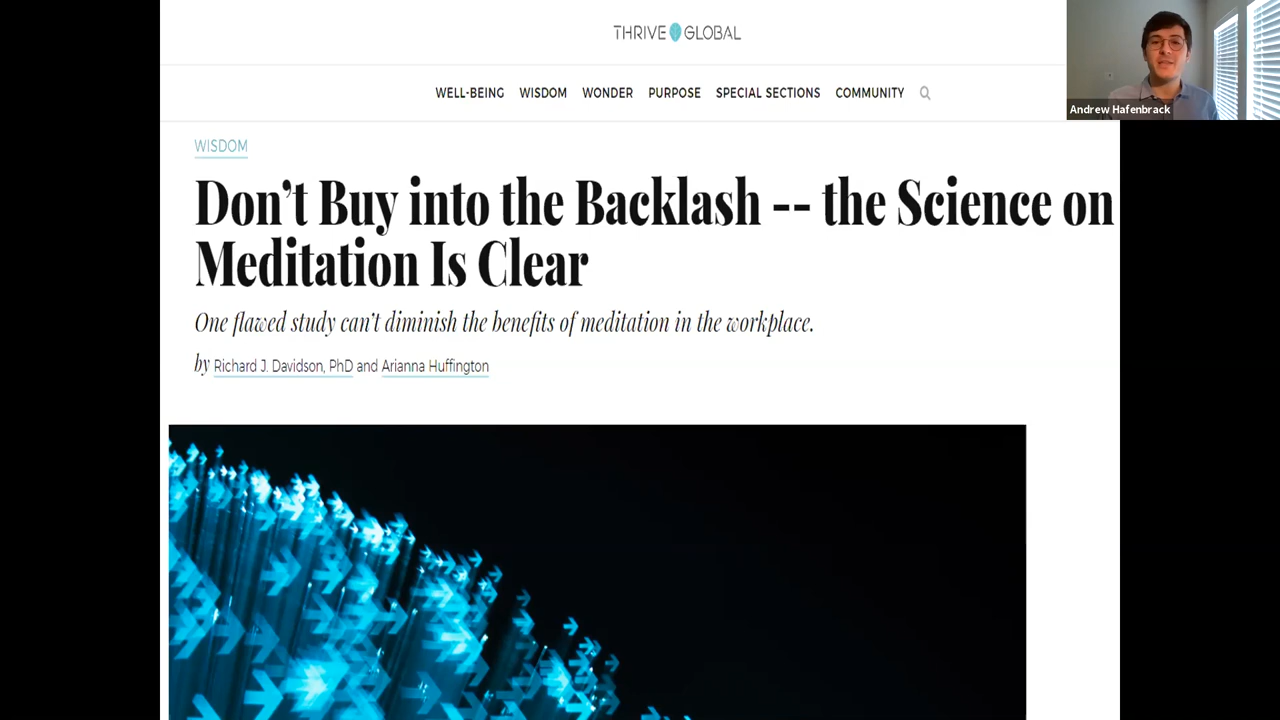 THRIVE GLOBAL
Andrew Hafenbrack
WELL-BEING WISDOM WONDER PURPOSE SPECIAL SECTIONS COMMUNITY
WISDOM
Don’t Buy into the Backlash -- the Science on
Meditation Is Clear
One flawed study can’t diminish the benefits of meditation in the workplace.
by Richard J. Davidson, PhD and Arianna Huffington